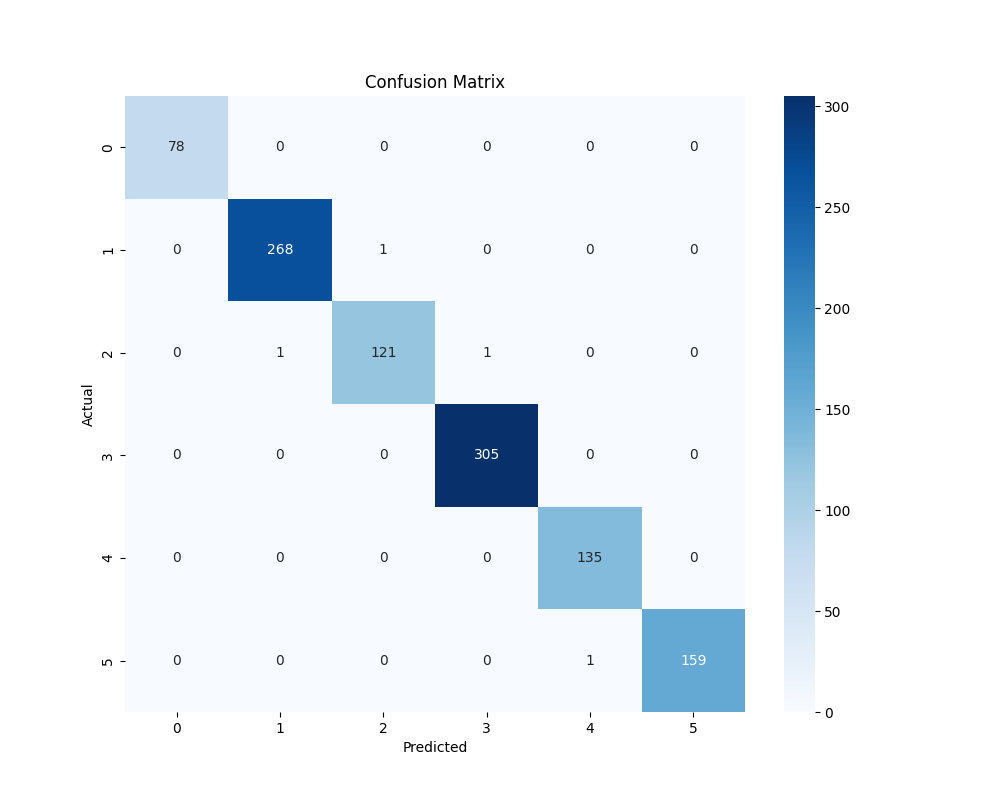 Confusion Matrix
0 78 0 0 0 0 0
1 0 268 1 0 0 0
2 0 1 121 1 0 0
3 0 0 0 305 0 0
4 0 0 0 0 135 0
5 0 0 0 0 1 159
0 1 2 3 4 5
Predicted
Actual
300
250
200
150
100
50
0